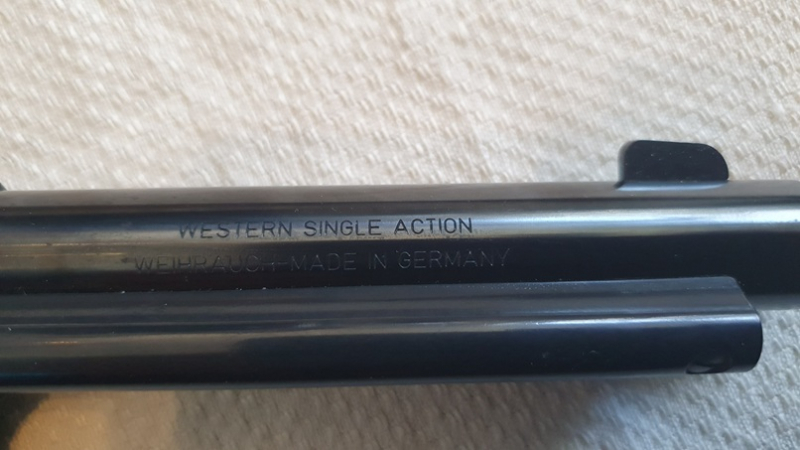 WESTERN SINGLE ACTION
WEIHRAUCH-MADE IN GERMANY